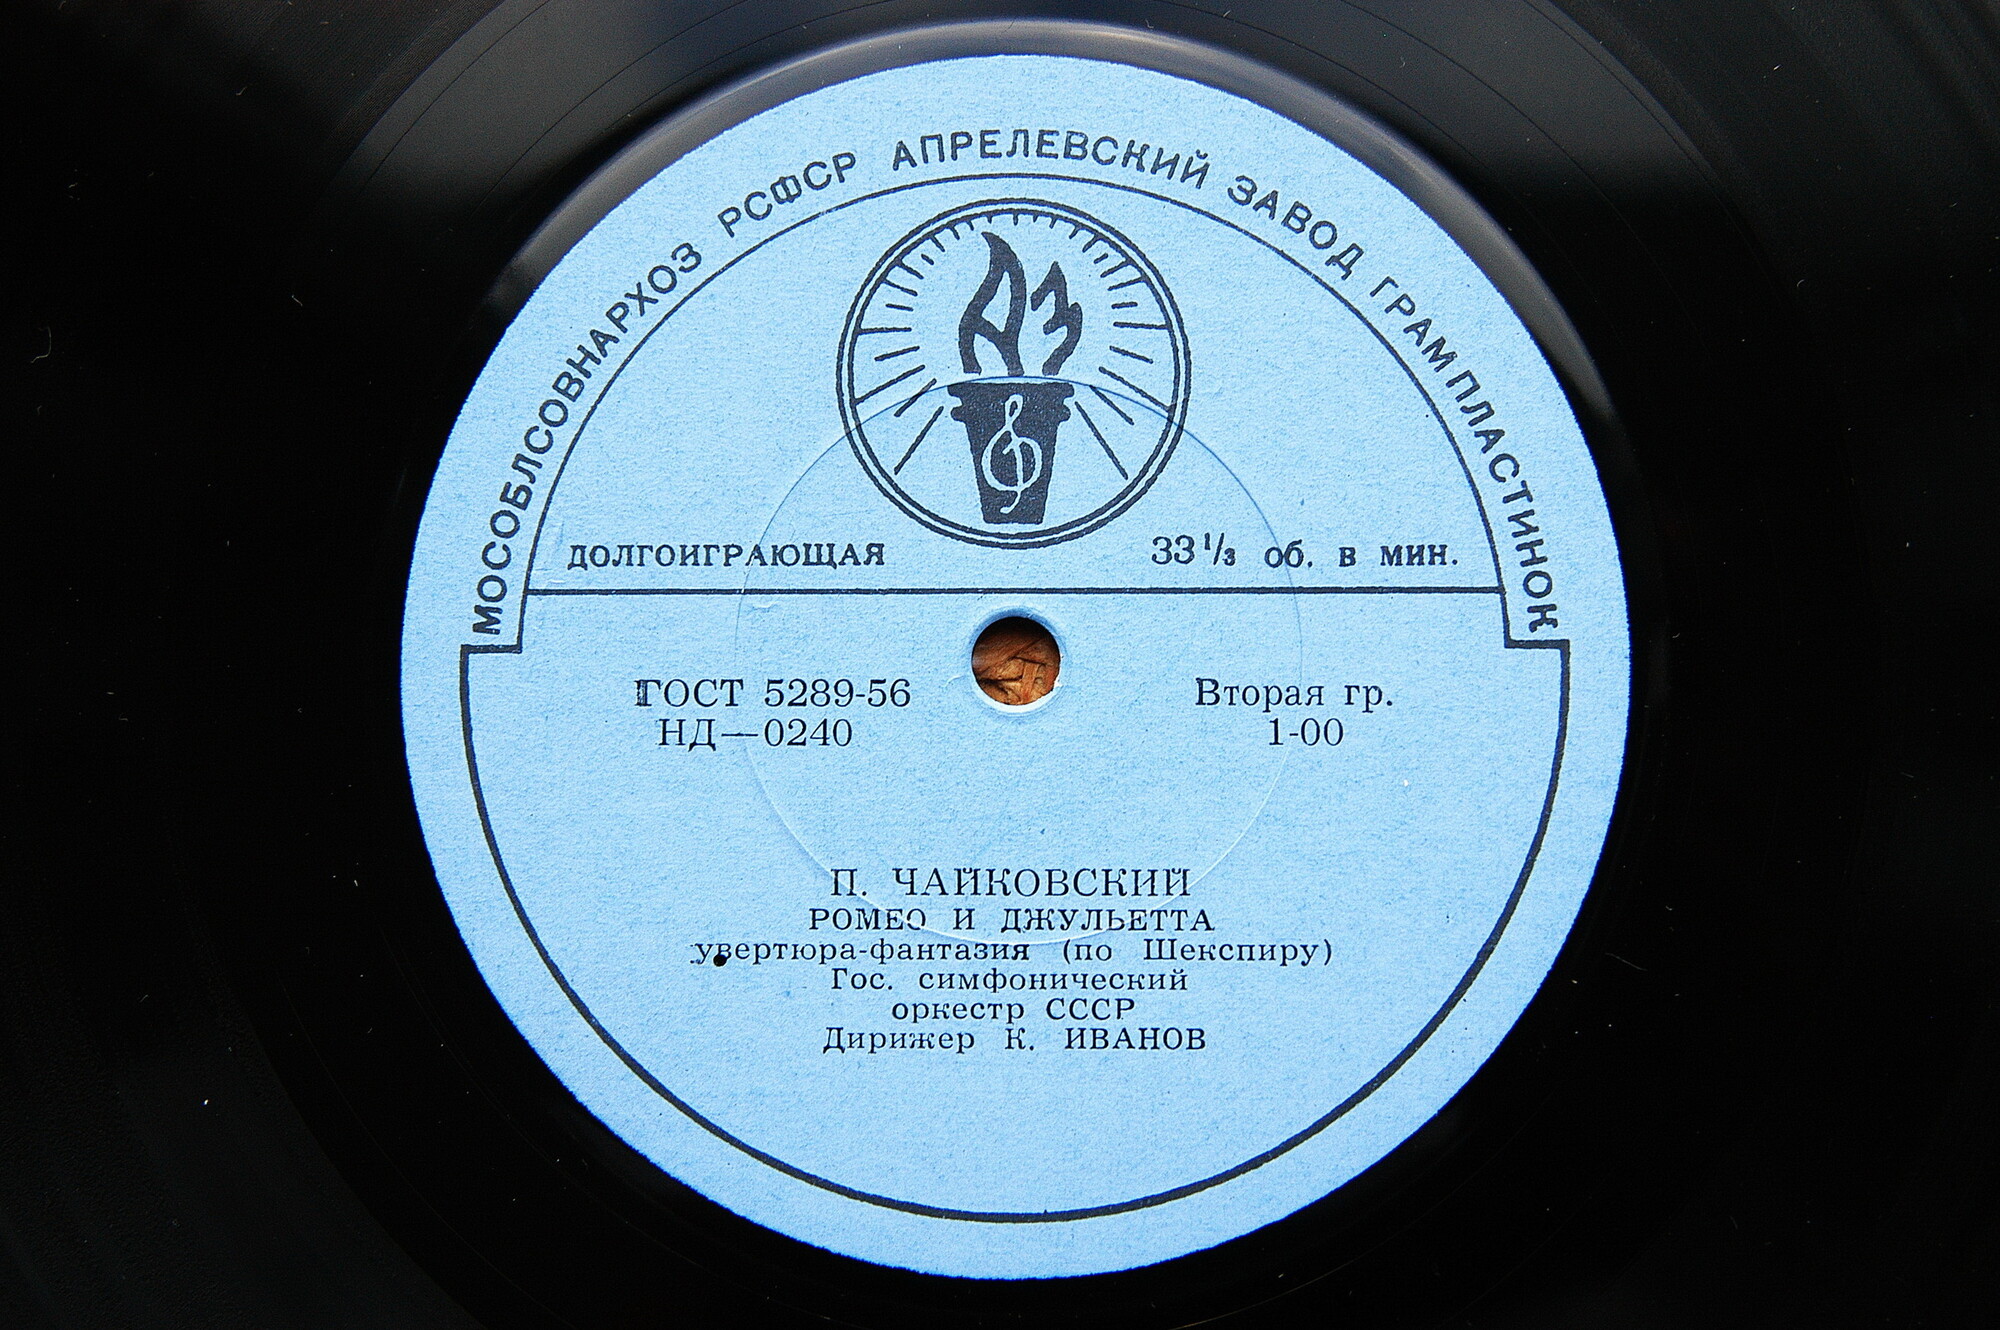 МОСОБЛСОВНАРХОЗ РСФСР АПРЕЛЕВСКИЙ ЗАВОД ГРАМПЛАСТИНОК
АЗ
ДОЛГОИГРАЮЩАЯ 33 1/3 об. в мин.
ГОСТ 5289-56 Вторая гр.
НД—0240 1-00
П. ЧАЙКОВСКИЙ
РОМЕО И ДЖУЛЬЕТТА
увертюра-фантазия (по Шекспиру)
Гос. симфонический
оркестр СССР
Дирижер К. ИВАНОВ